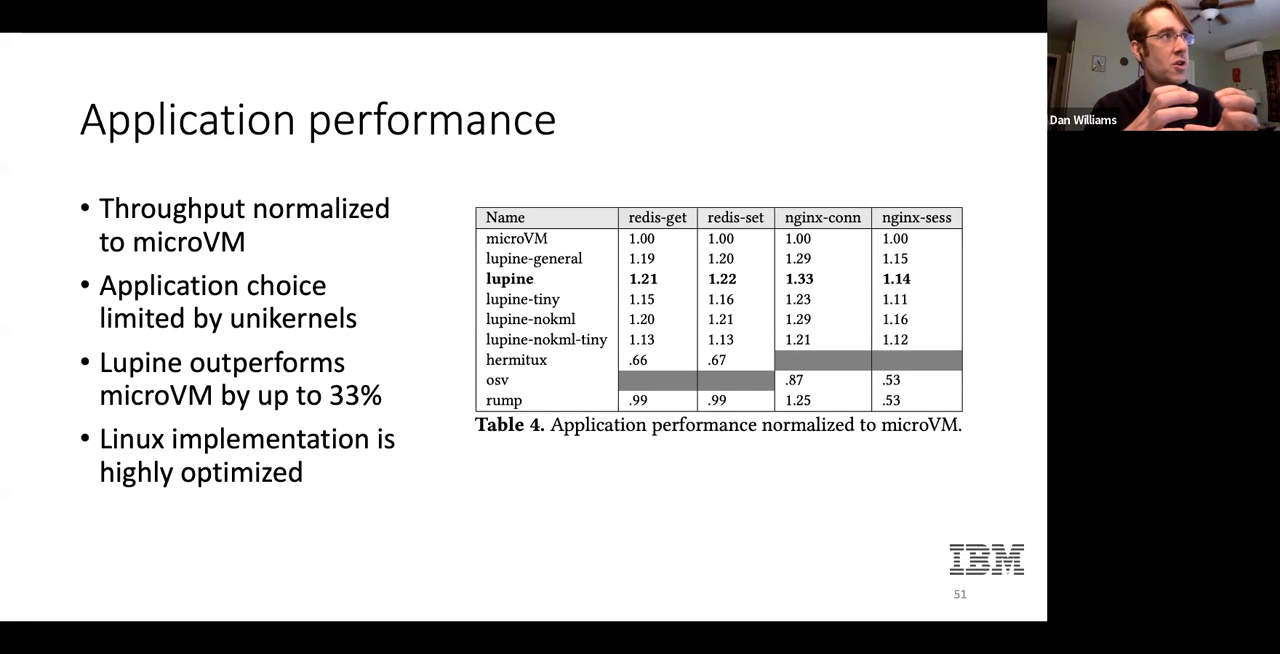 Application performance
• Throughput normalized
to microVM
• Application choice
limited by unikernels
• Lupine outperforms
microVM by up to 33%
• Linux implementation is
highly optimized
Name redis-get redis-set nginx-conn nginx-sess
microVM 1.00 1.00 1.00 1.00
lupine-general 1.19 1.20 1.29 1.15
lupine 1.21 1.22 1.33 1.14
lupine-tiny 1.15 1.16 1.23 1.11
lupine-nokml 1.20 1.21 1.29 1.16
lupine-nokml-tiny 1.13 1.13 1.21 1.12
hermitux .66 .67
osv .87 .53
rump .99 .99 1.25 .53
Table 4. Application performance normalized to microVM.
IBM
51
Dan Williams